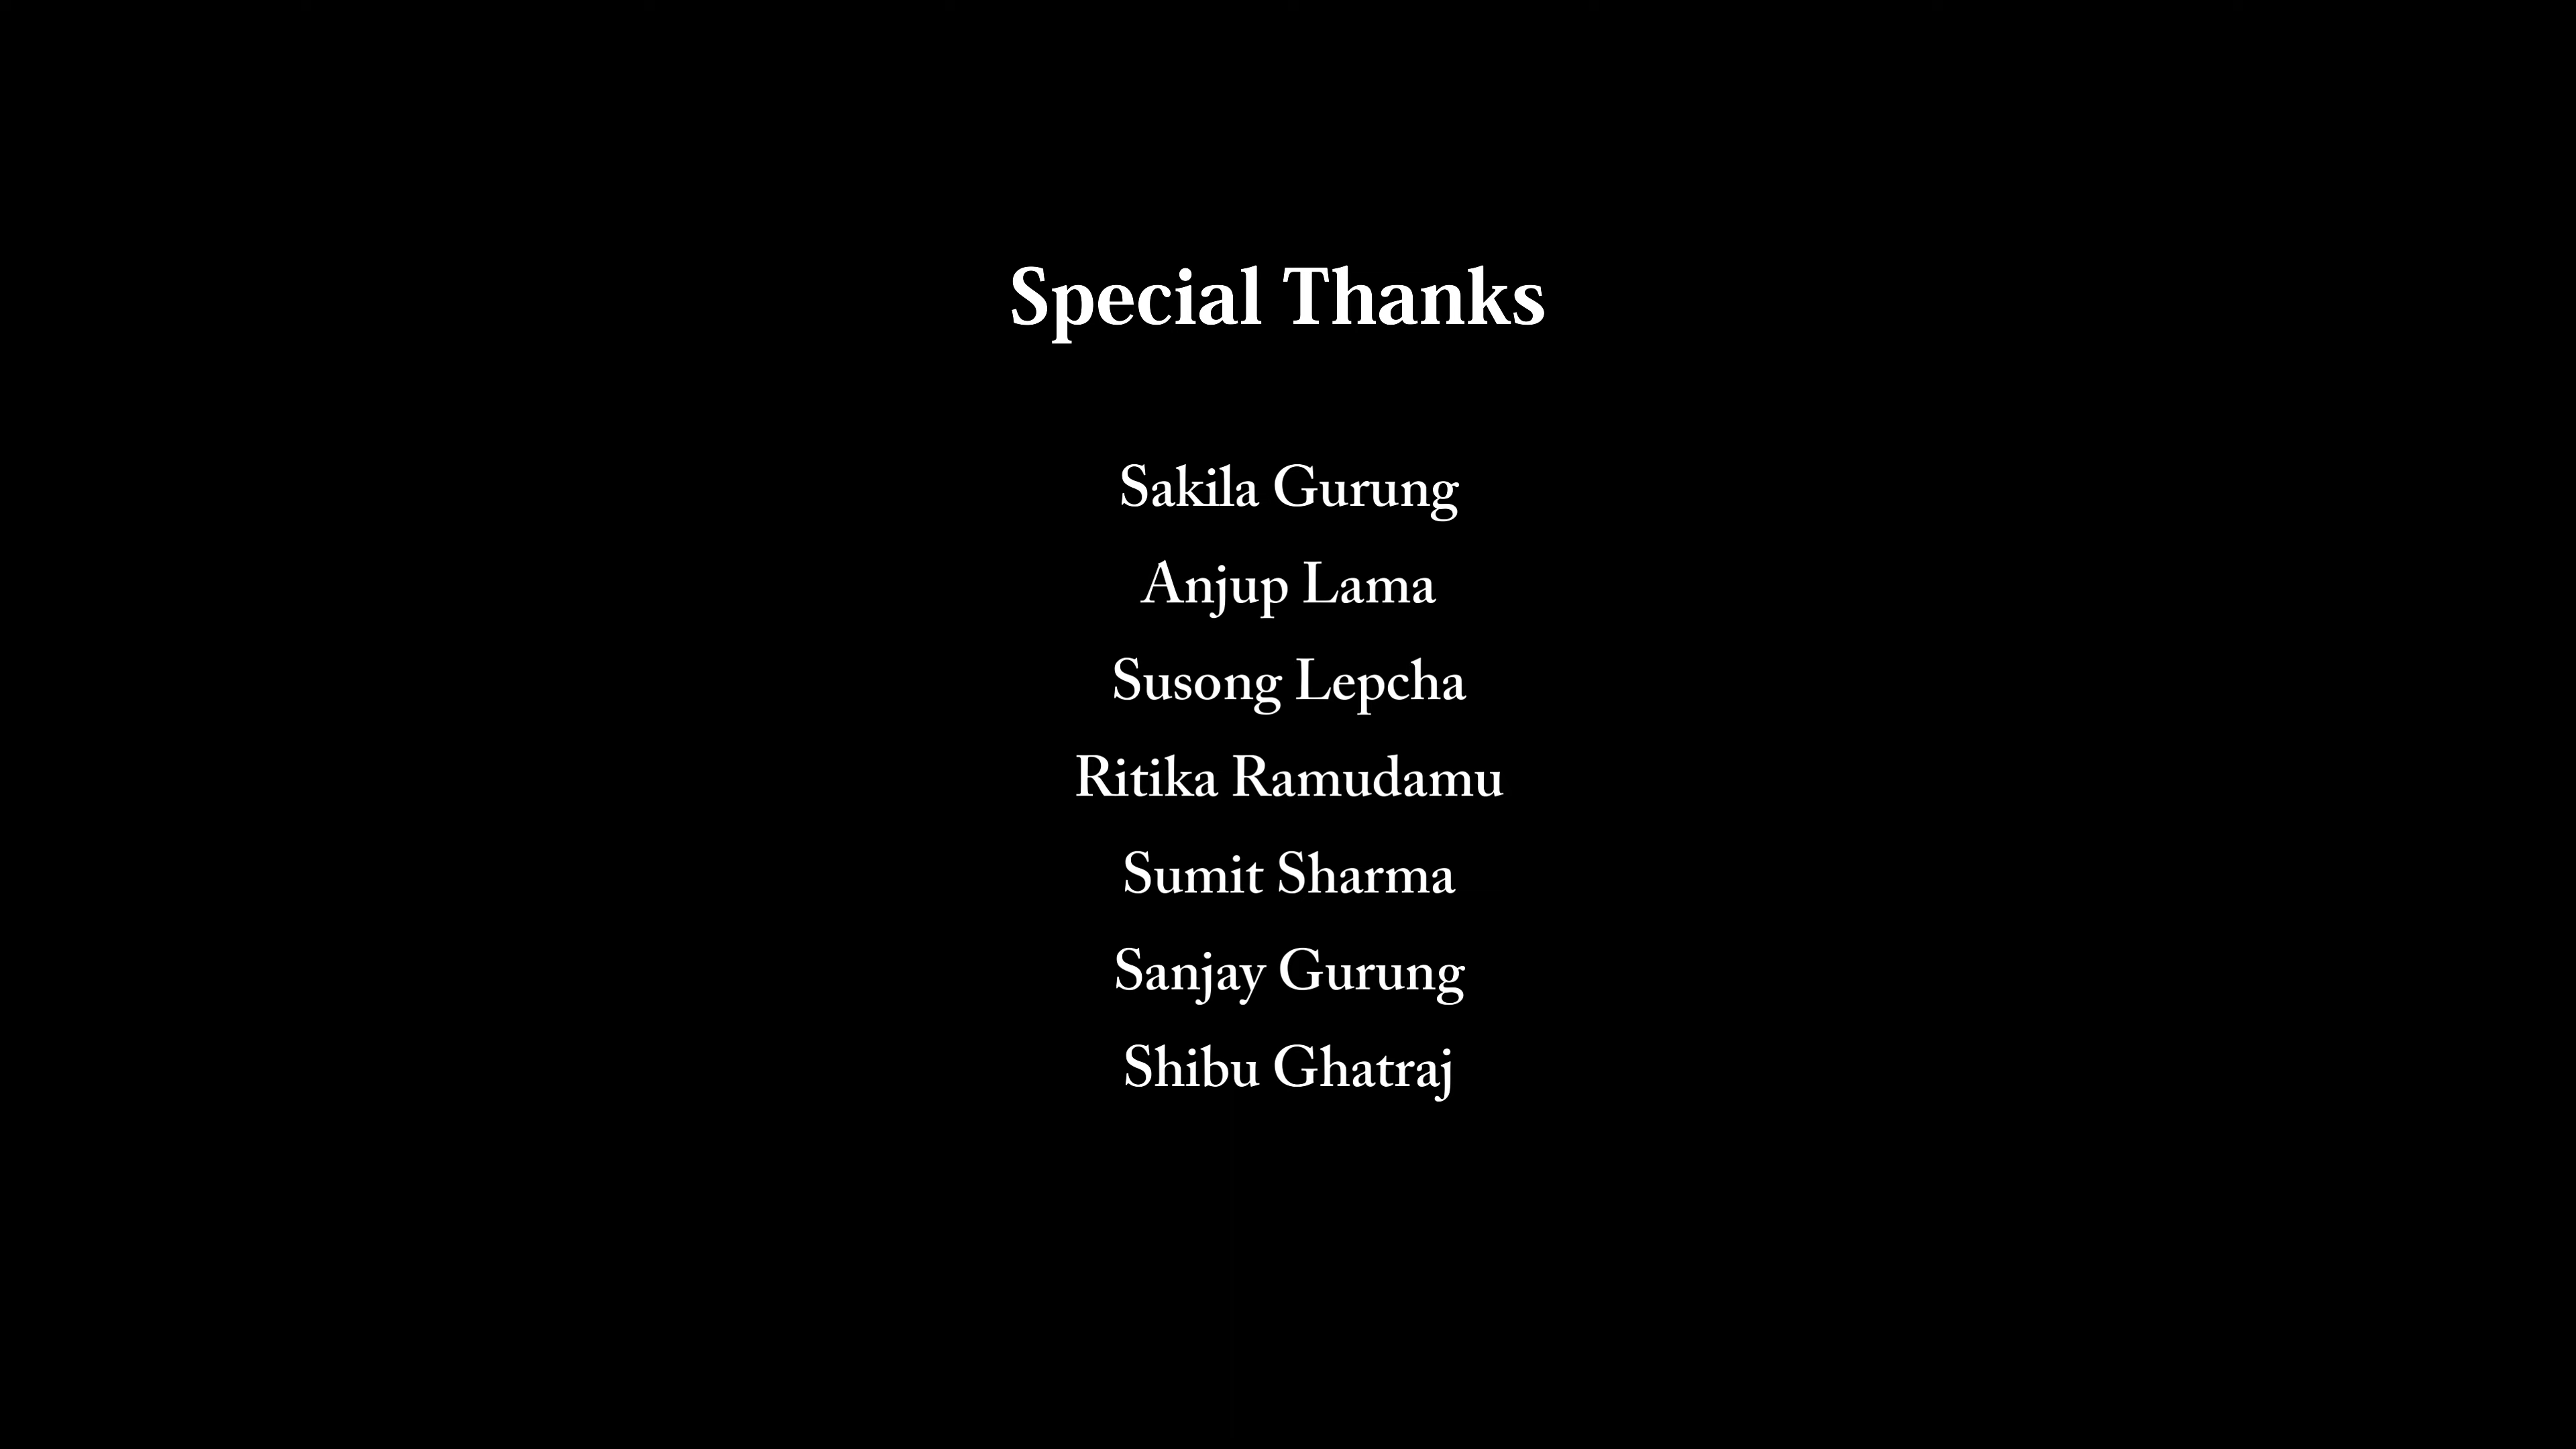 Special Thanks
Sakila Gurung
Anjup Lama
Susong Lepcha
Ritika Ramudamu
Sumit Sharma
Sanjay Gurung
Shibu Ghatraj